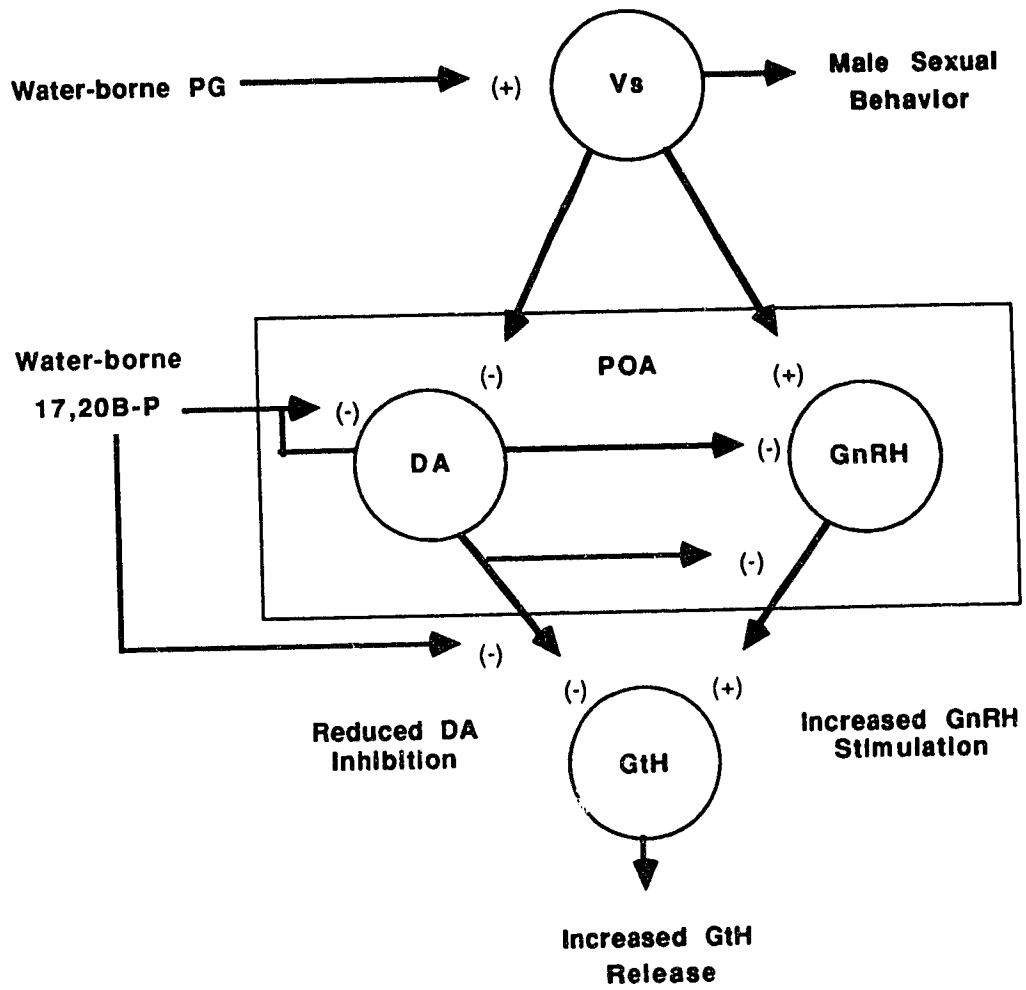 Water-borne PG
(+)
Vs
Male Sexual
Behavior
Water-borne
17,20B-P
(-)
POA
(+)
(-)
DA
(-)
GnRH
(-)
(-)
(-)
(+)
Reduced DA
Inhibition
GtH
Increased GnRH
Stimulation
Increased GtH
Release